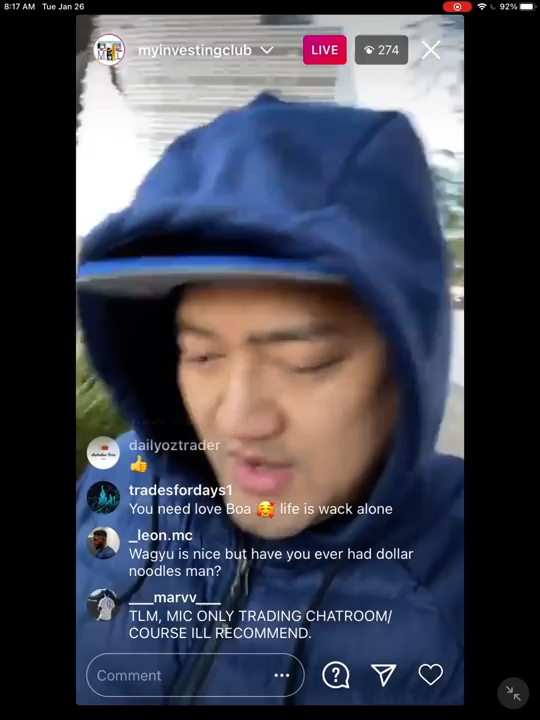 8:17 AM Tue Jan 26
92%
myinvestingclub
LIVE
274
dailyoztrader
👍
tradesfordays1
You need love Boa 🥰 life is wack alone
_leon.mc
Wagyu is nice but have you ever had dollar
noodles man?
___marvv___
TLM, MIC ONLY TRADING CHATROOM/
COURSE ILL RECOMMEND.
Comment